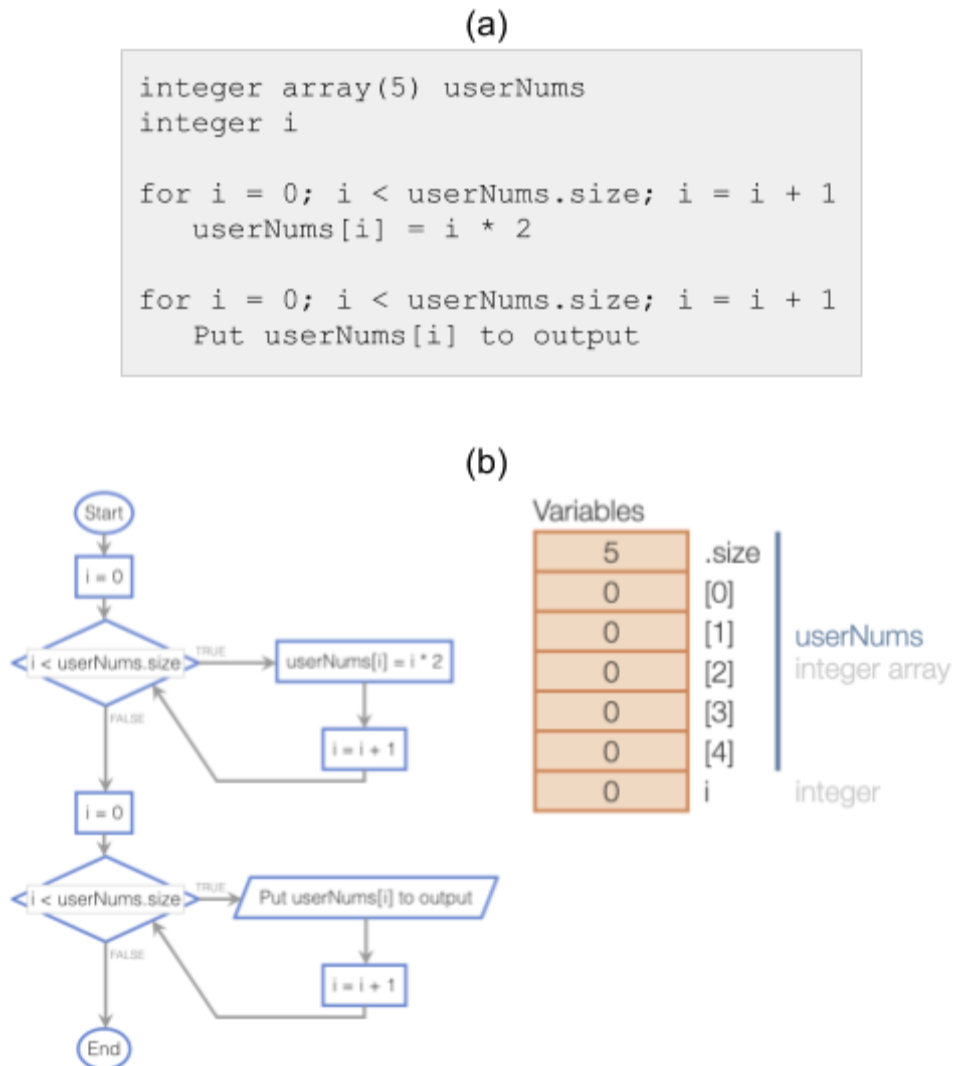 (a)
integer array(5) userNums
integer i
for i = 0; i < userNums.size; i = i + 1
userNums[i] = i * 2
for i = 0; i < userNums.size; i = i + 1
Put userNums[i] to output
(b)
Start
i = 0
i < userNums.size
TRUE
userNums[i] = i * 2
i = i + 1
FALSE
i = 0
i < userNums.size
TRUE
Put userNums[i] to output
i = i + 1
FALSE
End
Variables
5 .size
0 [0]
0 [1]
0 [2]
0 [3]
0 [4]
0 i integer
userNums
integer array